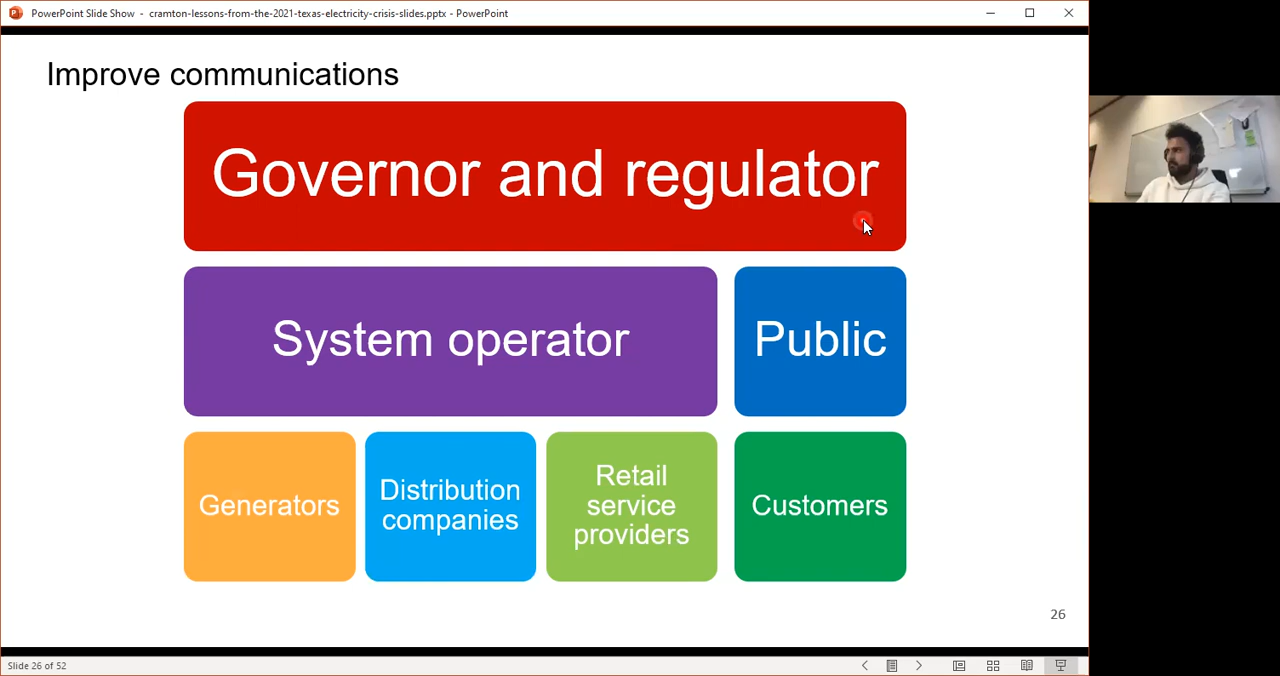 PowerPoint Slide Show - cramton-lessons-from-the-2021-texas-electricity-crisis-slides.pptx - PowerPoint
Improve communications
Governor and regulator
System operator
Public
Generators
Distribution
companies
Retail
service
providers
Customers
26
Slide 26 of 52